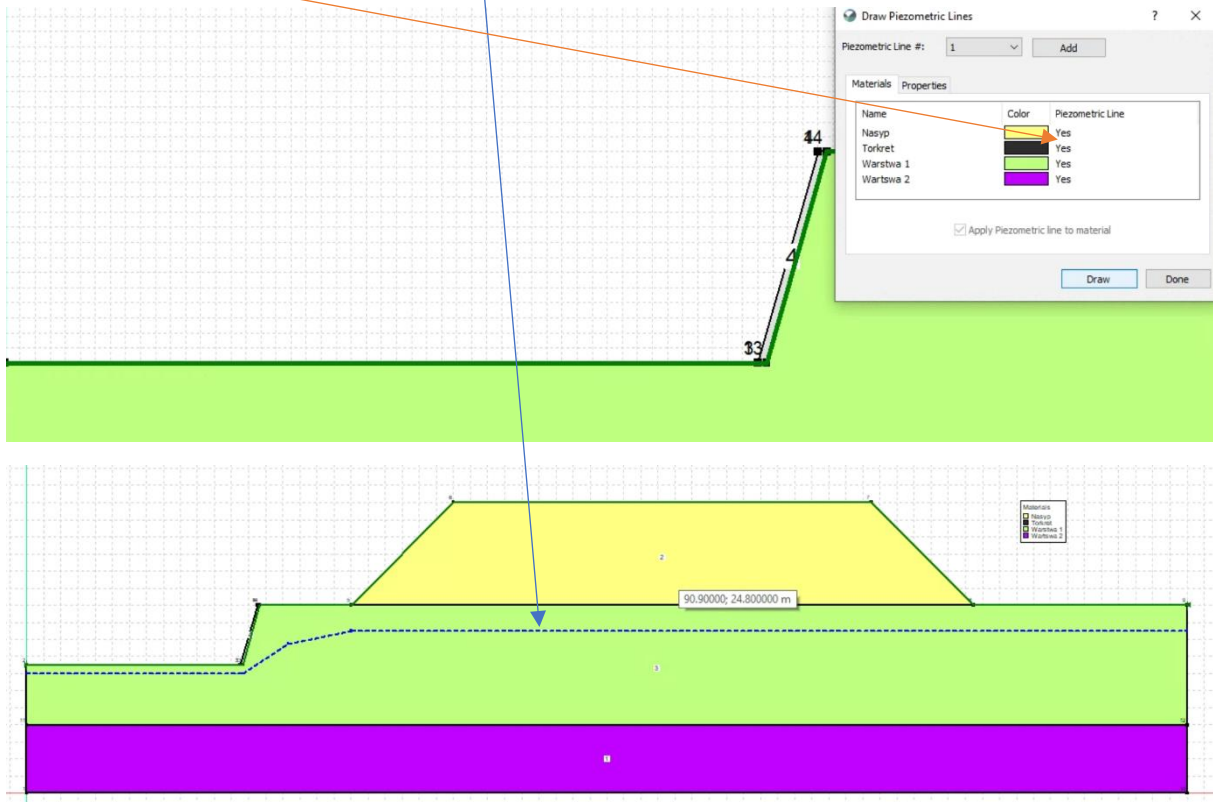 Draw Piezometric Lines ? X
Piezometric Line #: 1 Add
Materials Properties
Name Color Piezometric Line
Nasyp Yes
Torkret Yes
Warstwa 1 Yes
Wartswa 2 Yes
Apply Piezometric line to material
Draw Done
4
Materials
Nasyp
Torkret
Warstwa 1
Wartswa 2
2
90.90000; 24.800000 m
3
1